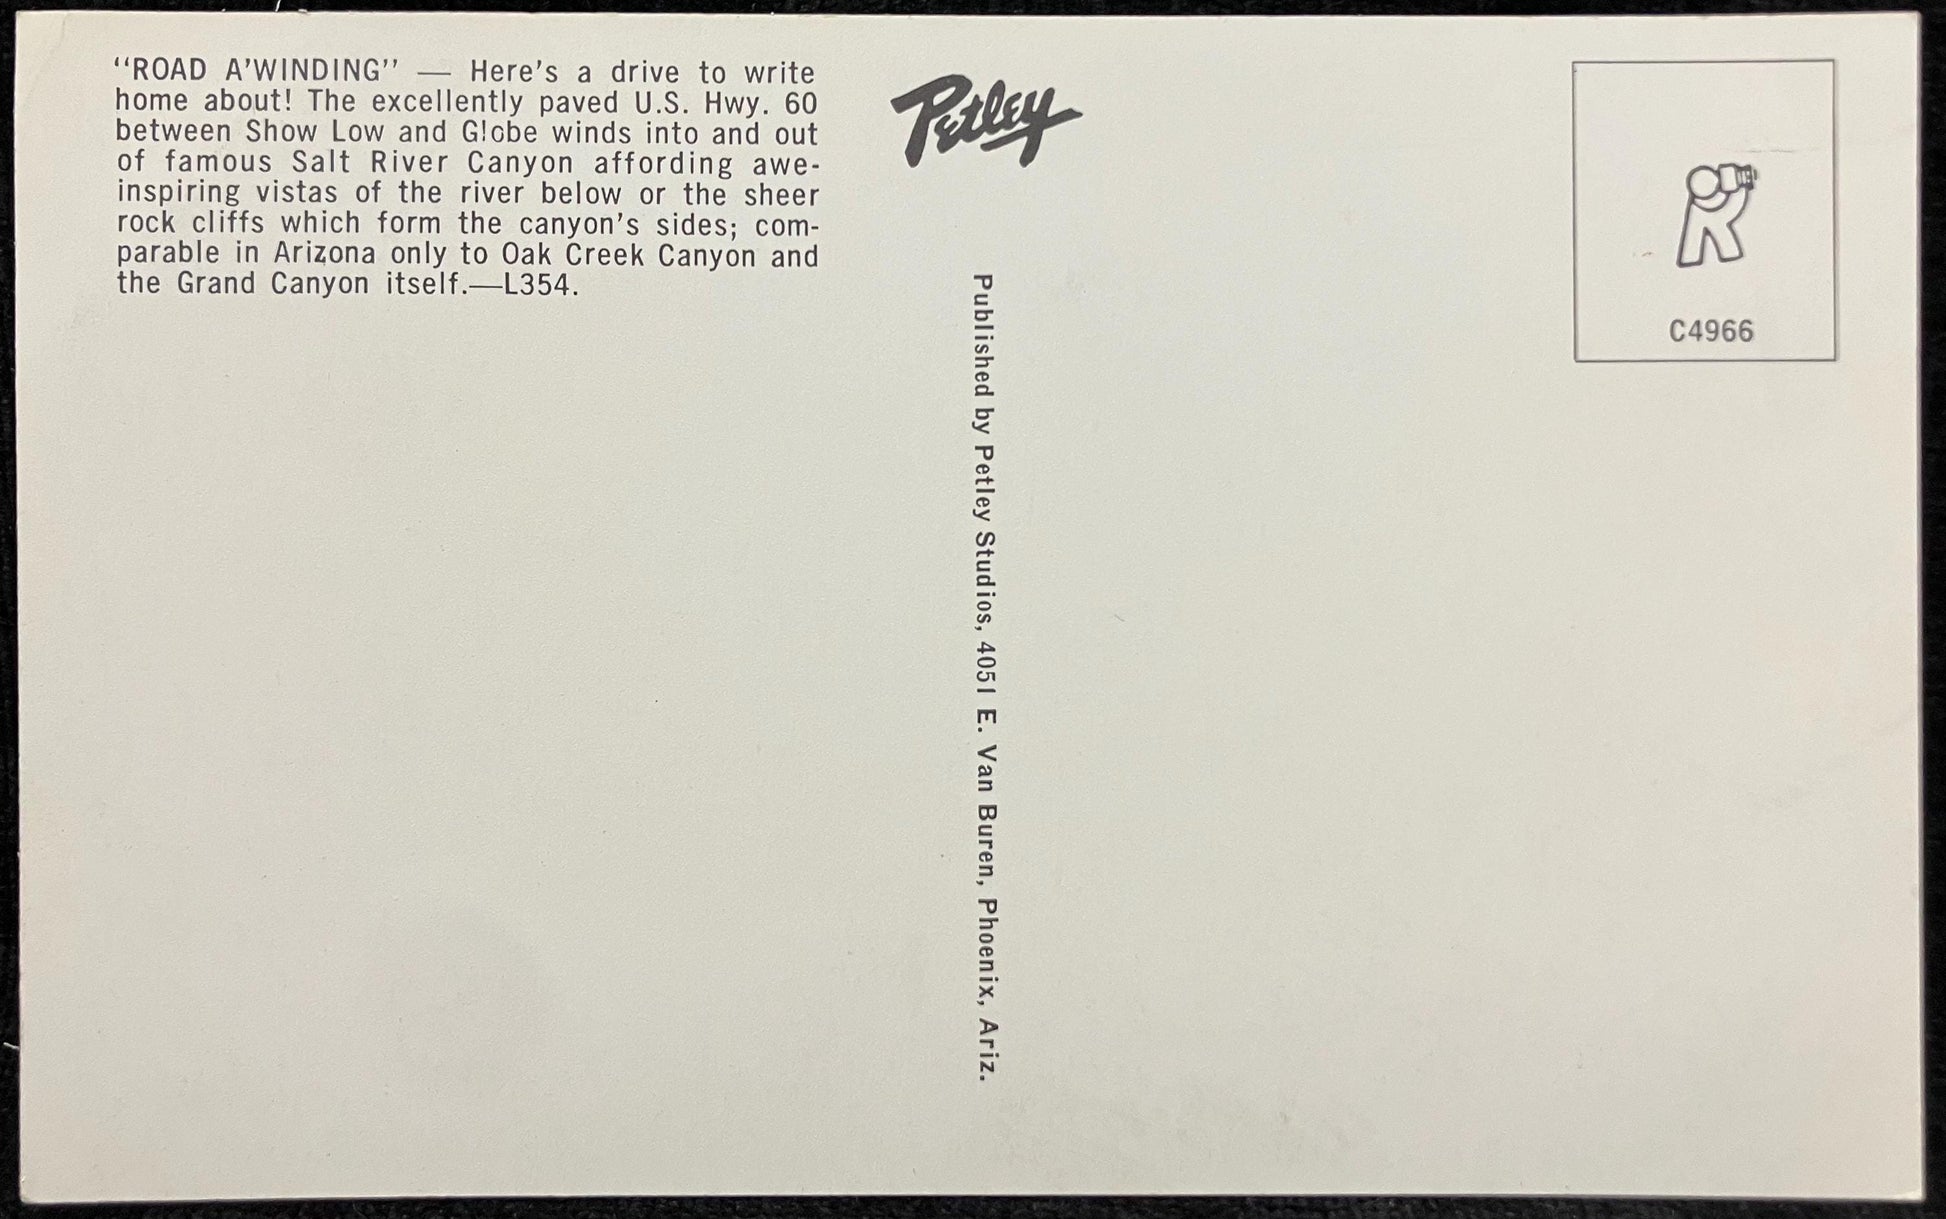 “ROAD A’WINDING” — Here’s a drive to write
home about! The excellently paved U.S. Hwy. 60
between Show Low and Globe winds into and out
of famous Salt River Canyon affording awe-
inspiring vistas of the river below or the sheer
rock cliffs which form the canyon’s sides; com-
parable in Arizona only to Oak Creek Canyon and
the Grand Canyon itself.—L354.
Petley
Published by Petley Studios, 4051 E. Van Buren, Phoenix, Ariz.
C4966